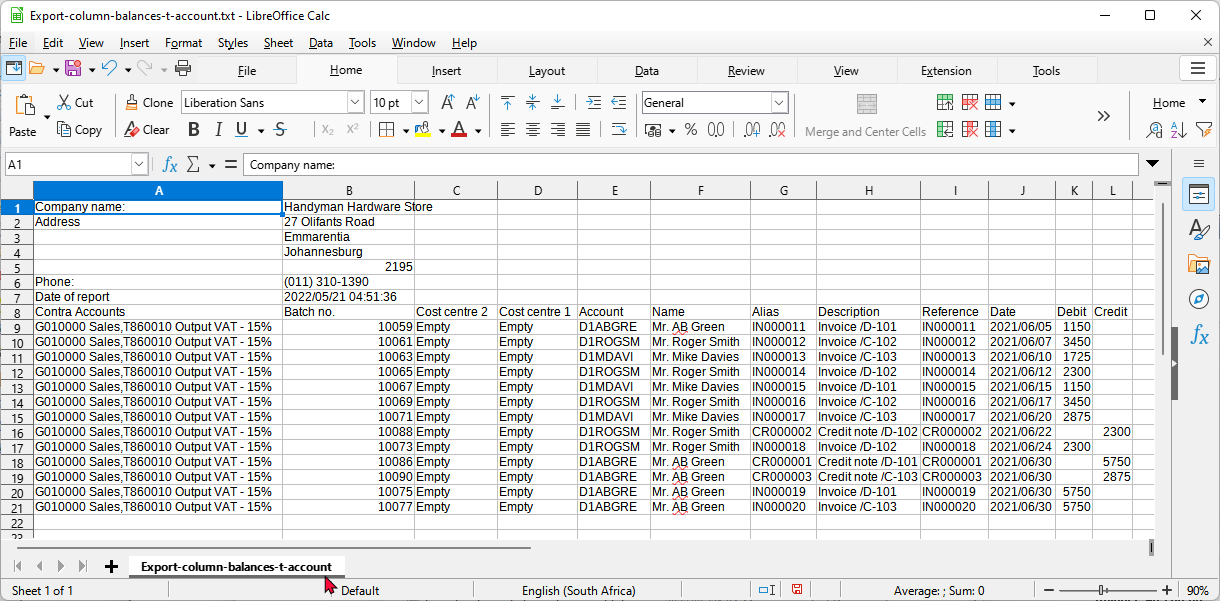 Export-column-balances-t-account.txt - LibreOffice Calc
File Edit View Insert Format Styles Sheet Data Tools Window Help
File Home Insert Layout Data Review View Extension Tools
Cut Clone Liberation Sans 10 pt General Home
Paste Copy Clear B I U S Merge and Center Cells
A1 fx Σ = Company name:
A B C D E F G H I J K L
1 Company name: Handyman Hardware Store
2 Address 27 Olifants Road
3 Emmarentia
4 Johannesburg
5 2195
6 Phone: (011) 310-1390
7 Date of report 2022/05/21 04:51:36
8 Contra Accounts Batch no. Cost centre 2 Cost centre 1 Account Name Alias Description Reference Date Debit Credit
9 G010000 Sales,T860010 Output VAT - 15% 10059 Empty Empty D1ABGRE Mr. AB Green IN000011 Invoice /D-101 IN000011 2021/06/05 1150
10 G010000 Sales,T860010 Output VAT - 15% 10061 Empty Empty D1ROGSM Mr. Roger Smith IN000012 Invoice /C-102 IN000012 2021/06/07 3450
11 G010000 Sales,T860010 Output VAT - 15% 10063 Empty Empty D1MDAVI Mr. Mike Davies IN000013 Invoice /C-103 IN000013 2021/06/10 1725
12 G010000 Sales,T860010 Output VAT - 15% 10065 Empty Empty D1ROGSM Mr. Roger Smith IN000014 Invoice /D-102 IN000014 2021/06/12 2300
13 G010000 Sales,T860010 Output VAT - 15% 10067 Empty Empty D1MDAVI Mr. Mike Davies IN000015 Invoice /D-101 IN000015 2021/06/15 1150
14 G010000 Sales,T860010 Output VAT - 15% 10069 Empty Empty D1ROGSM Mr. Roger Smith IN000016 Invoice /C-102 IN000016 2021/06/17 3450
15 G010000 Sales,T860010 Output VAT - 15% 10071 Empty Empty D1MDAVI Mr. Mike Davies IN000017 Invoice /C-103 IN000017 2021/06/20 2875
16 G010000 Sales,T860010 Output VAT - 15% 10088 Empty Empty D1ROGSM Mr. Roger Smith CR000002 Credit note /D-102 CR000002 2021/06/22 2300
17 G010000 Sales,T860010 Output VAT - 15% 10073 Empty Empty D1ROGSM Mr. Roger Smith IN000018 Invoice /D-102 IN000018 2021/06/24 2300
18 G010000 Sales,T860010 Output VAT - 15% 10086 Empty Empty D1ABGRE Mr. AB Green CR000001 Credit note /D-101 CR000001 2021/06/30 5750
19 G010000 Sales,T860010 Output VAT - 15% 10090 Empty Empty D1ABGRE Mr. AB Green CR000003 Credit note /C-103 CR000003 2021/06/30 2875
20 G010000 Sales,T860010 Output VAT - 15% 10075 Empty Empty D1ABGRE Mr. AB Green IN000019 Invoice /D-101 IN000019 2021/06/30 5750
21 G010000 Sales,T860010 Output VAT - 15% 10077 Empty Empty D1ABGRE Mr. AB Green IN000020 Invoice /C-103 IN000020 2021/06/30 5750
22
23
Export-column-balances-t-account
Sheet 1 of 1 Default English (South Africa) Average: ; Sum: 0 90%